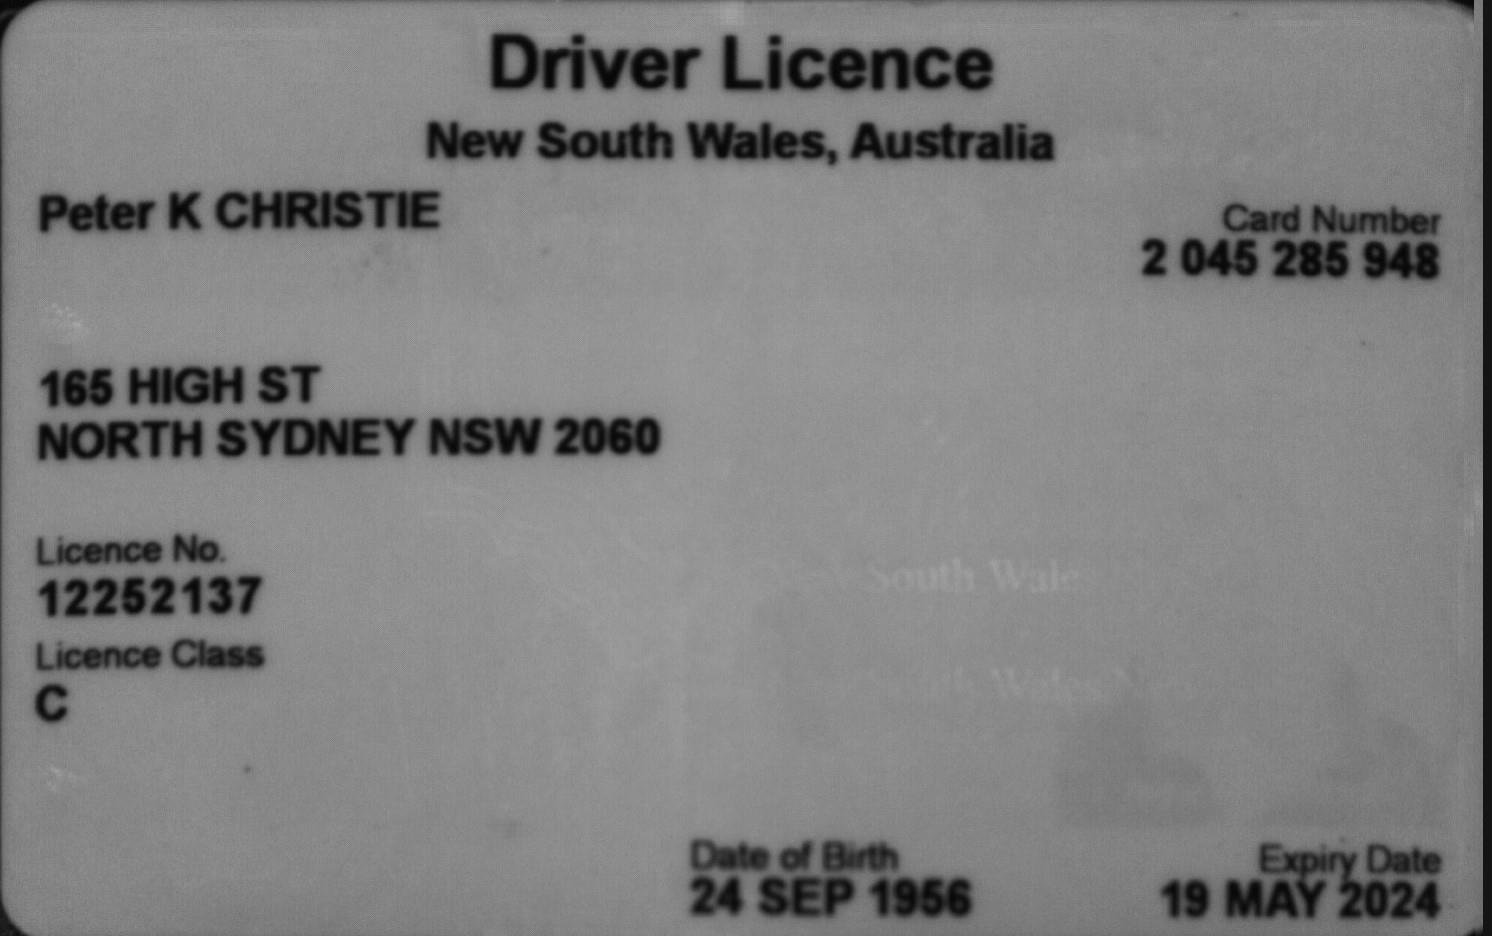 Driver Licence
New South Wales, Australia
Peter K CHRISTIE
Card Number
2 045 285 948
165 HIGH ST
NORTH SYDNEY NSW 2060
Licence No.
12252137
Licence Class
C
South Wales
South Wales
Date of Birth
24 SEP 1956
Expiry Date
19 MAY 2024